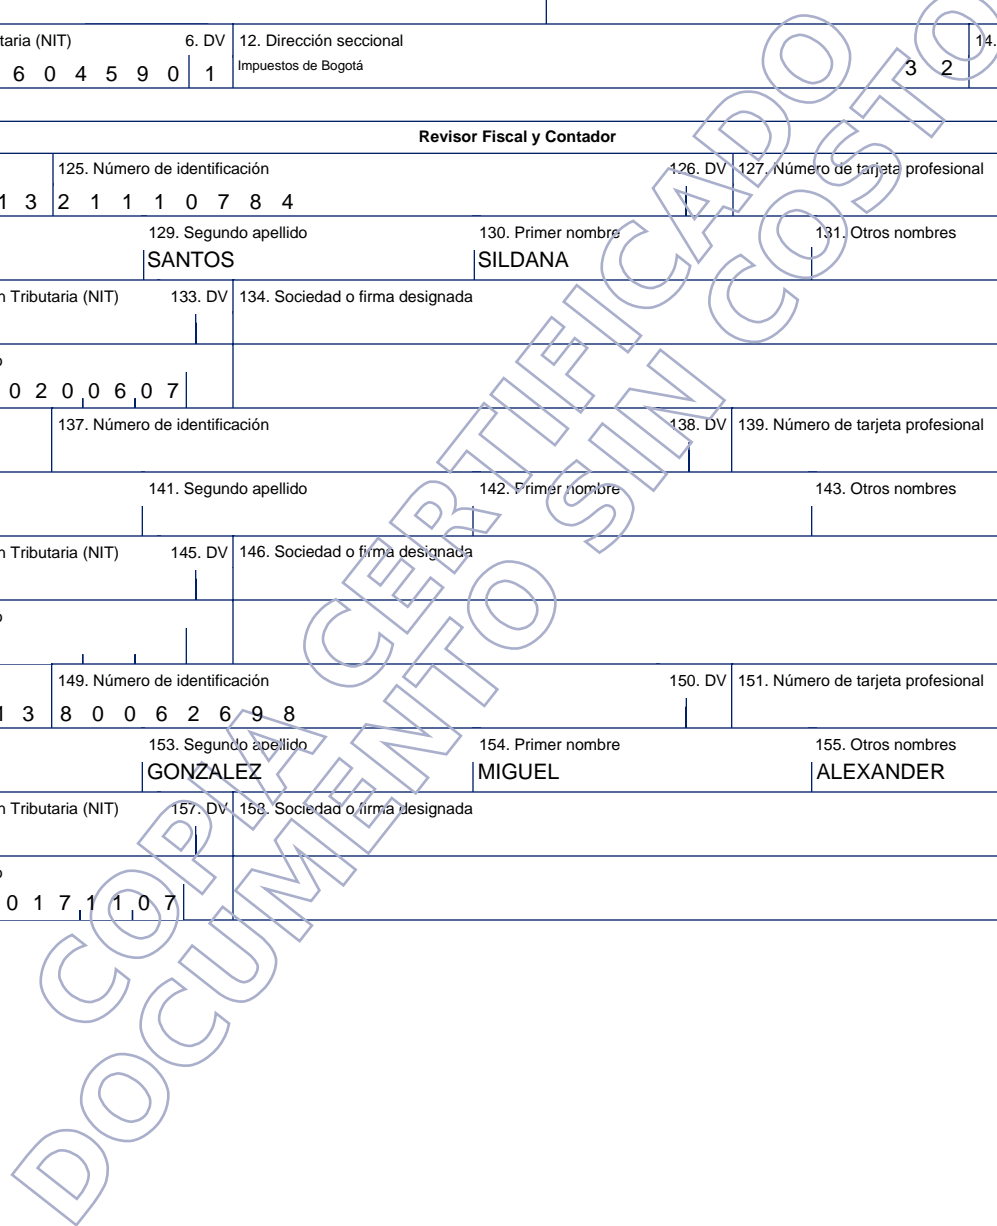 taria (NIT) 6. DV 12. Dirección seccional 14.
6 0 4 5 9 0 1 Impuestos de Bogotá 3 2
Revisor Fiscal y Contador
125. Número de identificación 126. DV 127. Número de tarjeta profesional
1 3 2 1 1 1 0 7 8 4
129. Segundo apellido 130. Primer nombre 131. Otros nombres
SANTOS SILDANA
n Tributaria (NIT) 133. DV 134. Sociedad o firma designada
o
0 2 0 0 6 0 7
137. Número de identificación 138. DV 139. Número de tarjeta profesional
141. Segundo apellido 142. Primer nombre 143. Otros nombres
n Tributaria (NIT) 145. DV 146. Sociedad o firma designada
o
149. Número de identificación 150. DV 151. Número de tarjeta profesional
1 3 8 0 0 6 2 6 9 8
153. Segundo apellido 154. Primer nombre 155. Otros nombres
GONZALEZ MIGUEL ALEXANDER
n Tributaria (NIT) 157. DV 158. Sociedad o firma designada
o
0 1 7 1 1 0 7
COPIA CERTIFICADO
DOCUMENTO SIN COSTO